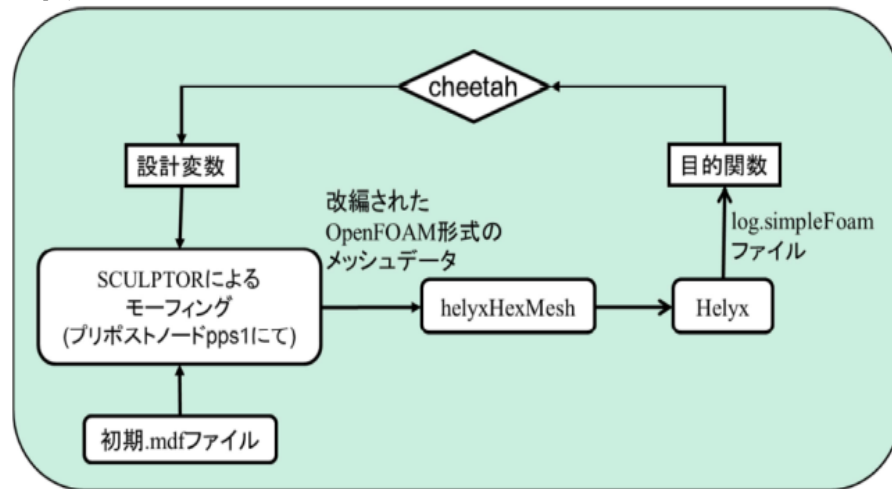 cheetah
設計変数
目的関数
改編された
OpenFOAM形式の
メッシュデータ
log.simpleFoam
ファイル
SCULPTORによる
モーフィング
(プリポストノードpps1にて)
helyxHexMesh
Helyx
初期.mdfファイル